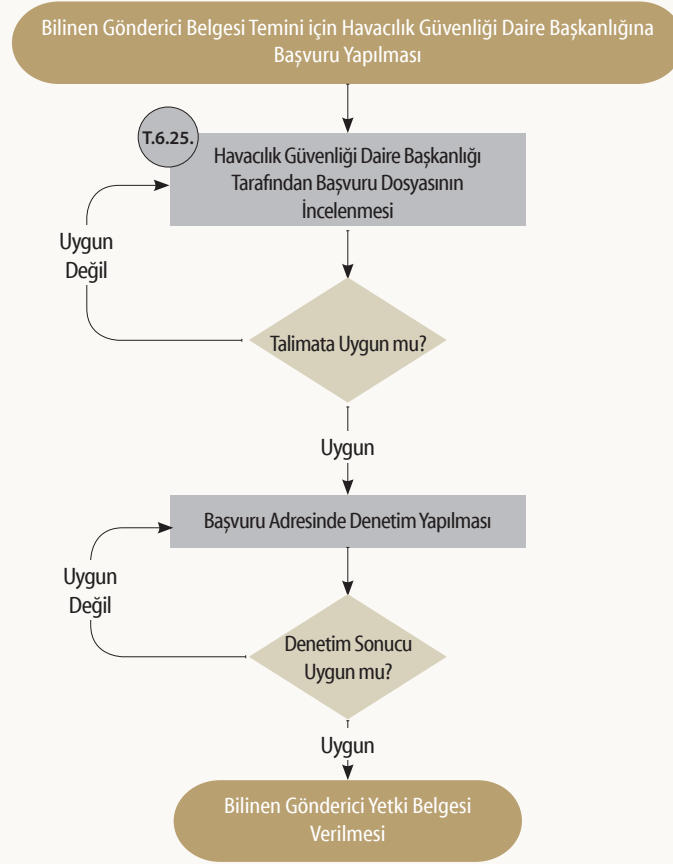 Bilinen Gönderici Belgesi Temini için Havacılık Güvenliği Daire Başkanlığına
Başvuru Yapılması
T.6.25.
Havacılık Güvenliği Daire Başkanlığı
Tarafından Başvuru Dosyasının
İncelenmesi
Uygun
Değil
Talimata Uygun mu?
Uygun
Başvuru Adresinde Denetim Yapılması
Uygun
Değil
Denetim Sonucu
Uygun mu?
Uygun
Bilinen Gönderici Yetki Belgesi
Verilmesi